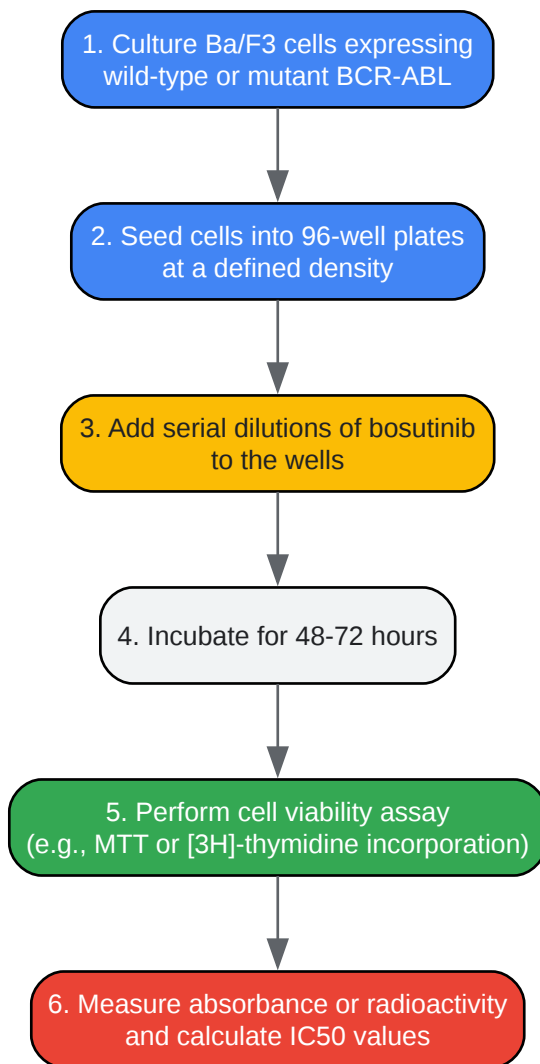 1. Culture Ba/F3 cells expressing
wild-type or mutant BCR-ABL
2. Seed cells into 96-well plates
at a defined density
3. Add serial dilutions of bosutinib
to the wells
4. Incubate for 48-72 hours
5. Perform cell viability assay
(e.g., MTT or [3H]-thymidine incorporation)
6. Measure absorbance or radioactivity
and calculate IC50 values